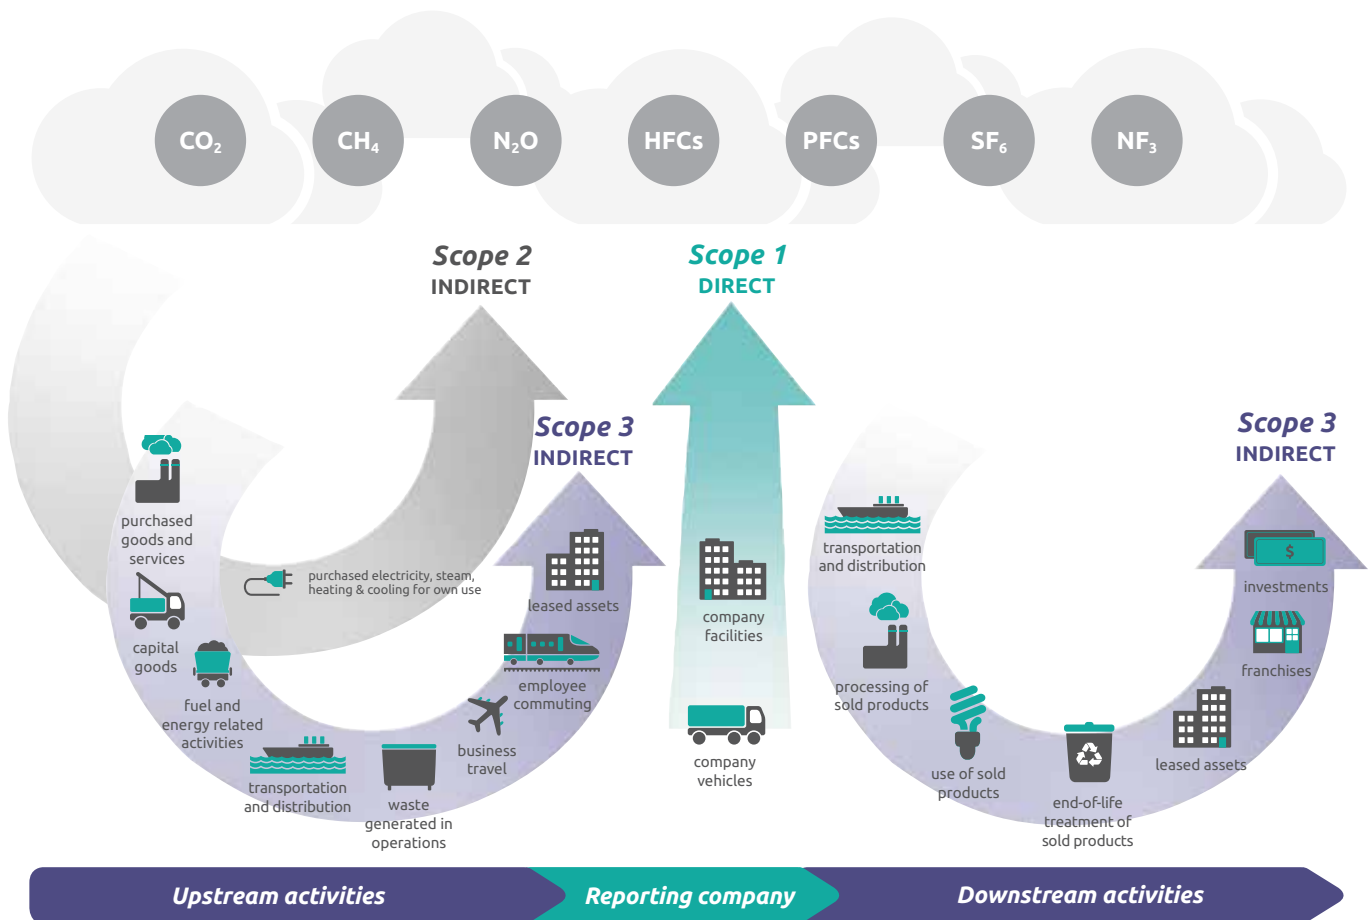 CO₂
CH₄
N₂O
HFCs
PFCs
SF₆
NF₃
Scope 2
INDIRECT
Scope 1
DIRECT
Scope 3
INDIRECT
Scope 3
INDIRECT
purchased
goods and
services
capital
goods
fuel and
energy related
activities
transportation
and distribution
waste
generated in
operations
business
travel
employee
commuting
leased assets
purchased electricity, steam,
heating & cooling for own use
company
facilities
company
vehicles
transportation
and distribution
processing of
sold products
use of sold
products
end-of-life
treatment of
sold products
leased assets
franchises
$
investments
Upstream activities
Reporting company
Downstream activities